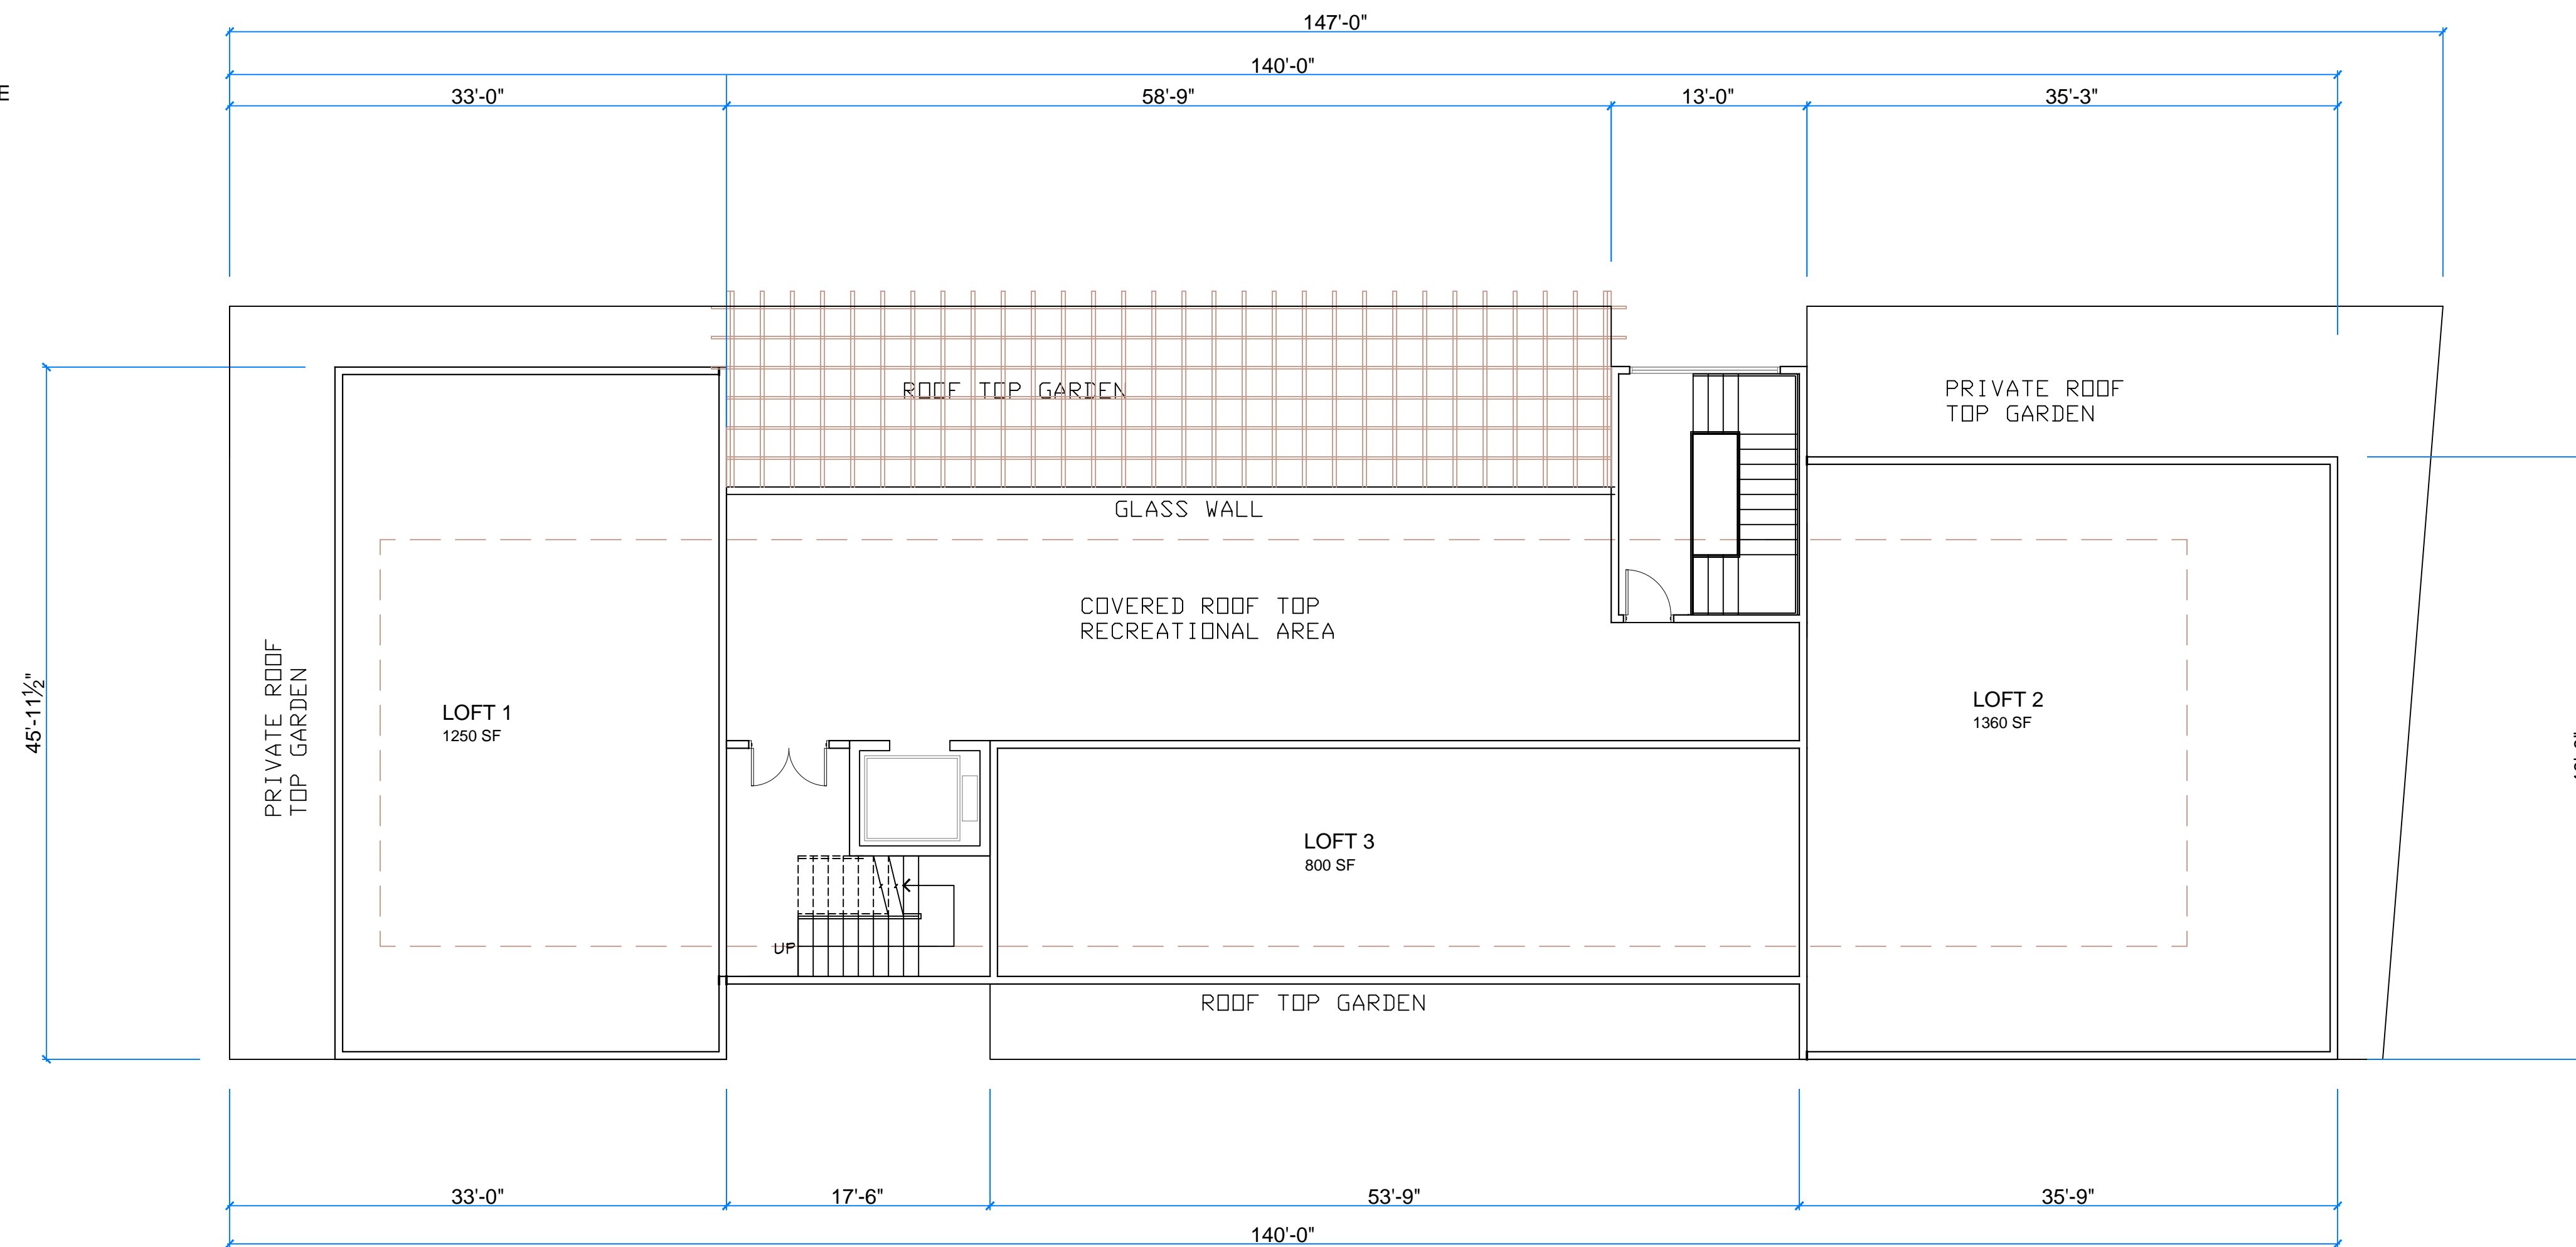 147'-0"
140'-0"
33'-0"
58'-9"
13'-0"
35'-3"
E
ROOF TOP GARDEN
PRIVATE ROOF
TOP GARDEN
GLASS WALL
COVERED ROOF TOP
RECREATIONAL AREA
PRIVATE ROOF
TOP GARDEN
45'-11½"
LOFT 1
1250 SF
LOFT 2
1360 SF
LOFT 3
800 SF
UP
ROOF TOP GARDEN
33'-0"
17'-6"
53'-9"
35'-9"
140'-0"